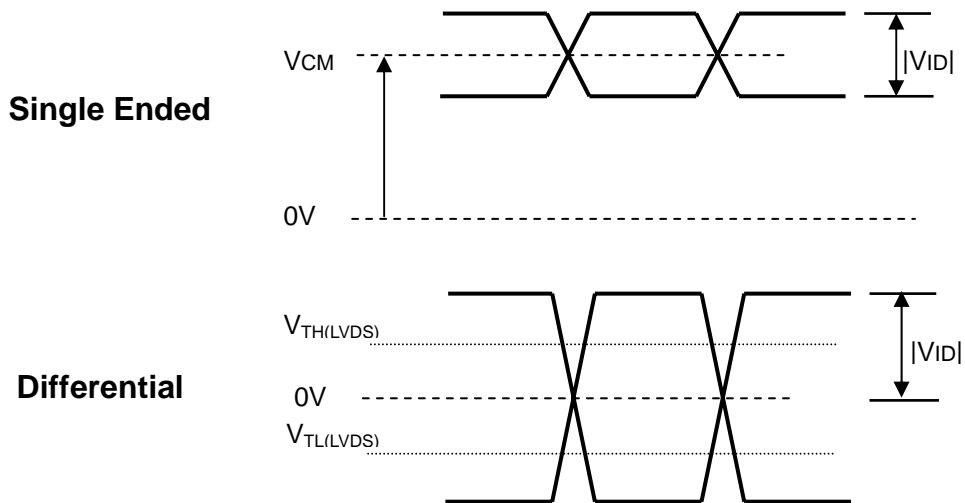 VCM
|VID|
Single Ended
0V
VTH(LVDS)
|VID|
Differential
0V
VTL(LVDS)